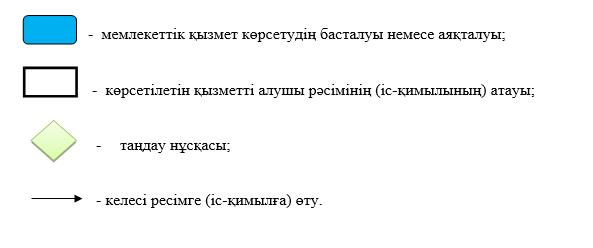 - мемлекеттік қызмет көрсетудің басталуы немесе аяқталуы;
- көрсетілетін қызметті алушы рәсімінің (іс-қимылының) атауы;
- таңдау нұсқасы;
- келесі ресімге (іс-қимылға) өту.